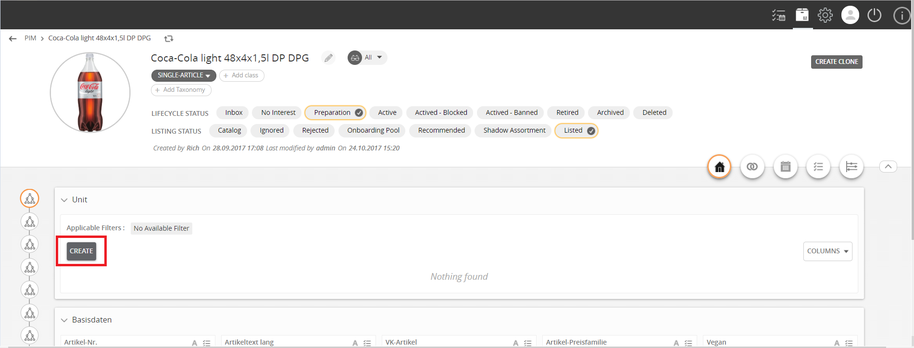 PIM > Coca-Cola light 48x4x1,5l DP DPG
Coca-Cola light 48x4x1,5l DP DPG
All
CREATE CLONE
SINGLE-ARTICLE
+ Add class
+ Add Taxonomy
LIFECYCLE STATUS Inbox No Interest Preparation Active Actived - Blocked Actived - Banned Retired Archived Deleted
LISTING STATUS Catalog Ignored Rejected Onboarding Pool Recommended Shadow Assortment Listed
Created by Rich On 28.09.2017 17:08 Last modified by admin On 24.10.2017 15:20
Unit
Applicable Filters : No Available Filter
CREATE
COLUMNS
Nothing found
Basisdaten
Artikel-Nr. A Artikeltext lang A VK-Artikel A Artikel-Preisfamilie A Vegan A